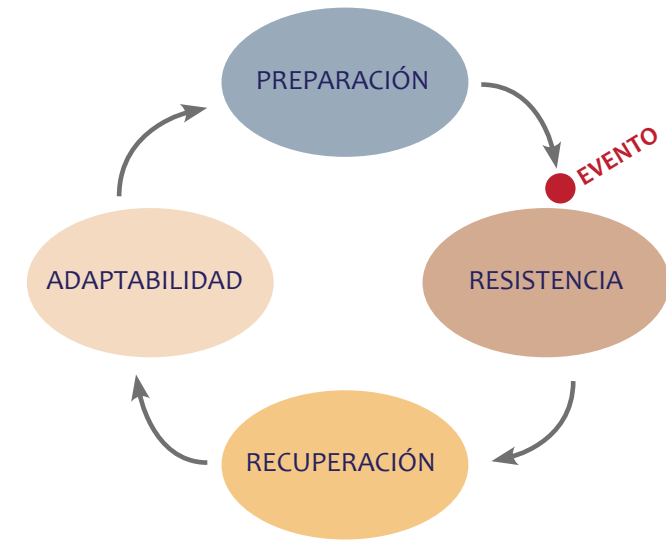 PREPARACIÓN
EVENTO
ADAPTABILIDAD
RESISTENCIA
RECUPERACIÓN